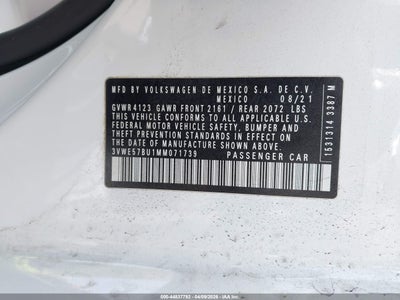 MFD BY VOLKSWAGEN DE MEXICO S.A. DE C.V.
MEXICO 08/21
GVWR 4123 GAWR FRONT 2161 / REAR 2072 LBS
THIS VEHICLE CONFORMS TO ALL APPLICABLE U.S.
FEDERAL MOTOR VEHICLE SAFETY, BUMPER AND
THEFT PREVENTION STANDARDS IN EFFECT ON THE
DATE OF MANUFACTURE SHOWN ABOVE.
3VWE57BU1MM071739 PASSENGER CAR
1531314 3387 M
500-44837793 - 04/09/2026 - IAA, Inc.